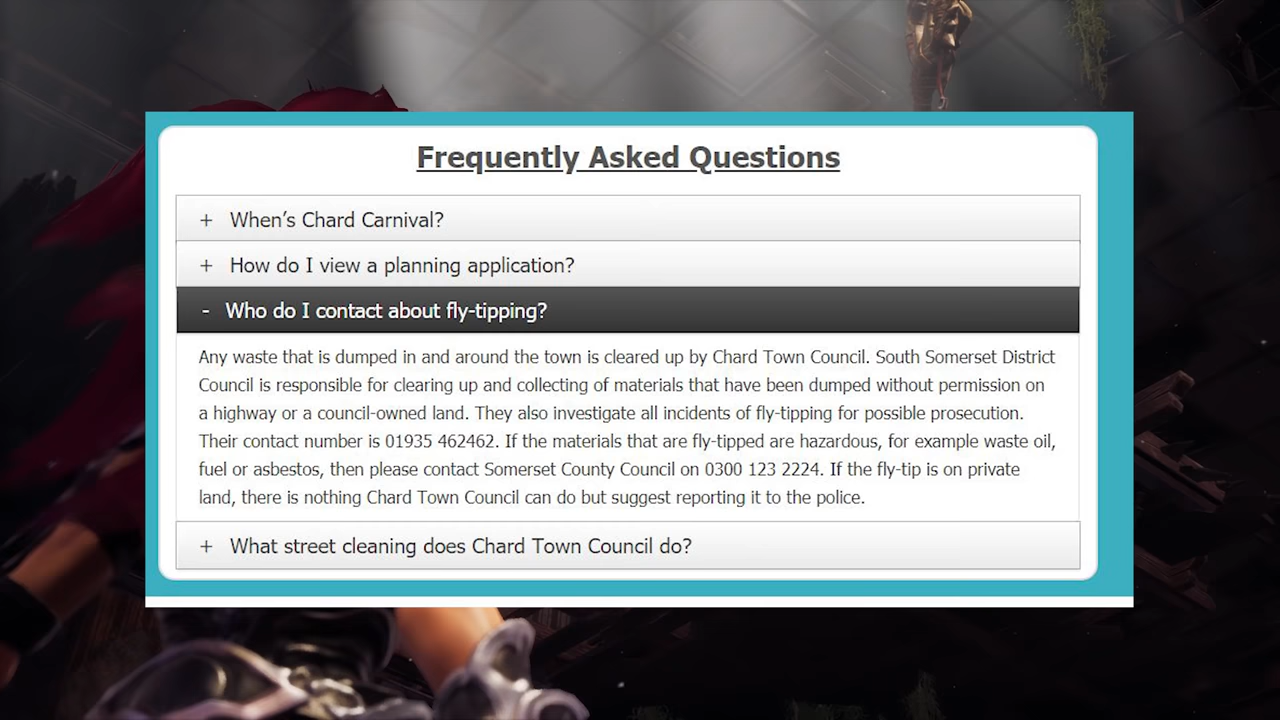 Frequently Asked Questions
+ When's Chard Carnival?
+ How do I view a planning application?
- Who do I contact about fly-tipping?
Any waste that is dumped in and around the town is cleared up by Chard Town Council. South Somerset District
Council is responsible for clearing up and collecting of materials that have been dumped without permission on
a highway or a council-owned land. They also investigate all incidents of fly-tipping for possible prosecution.
Their contact number is 01935 462462. If the materials that are fly-tipped are hazardous, for example waste oil,
fuel or asbestos, then please contact Somerset County Council on 0300 123 2224. If the fly-tip is on private
land, there is nothing Chard Town Council can do but suggest reporting it to the police.
+ What street cleaning does Chard Town Council do?